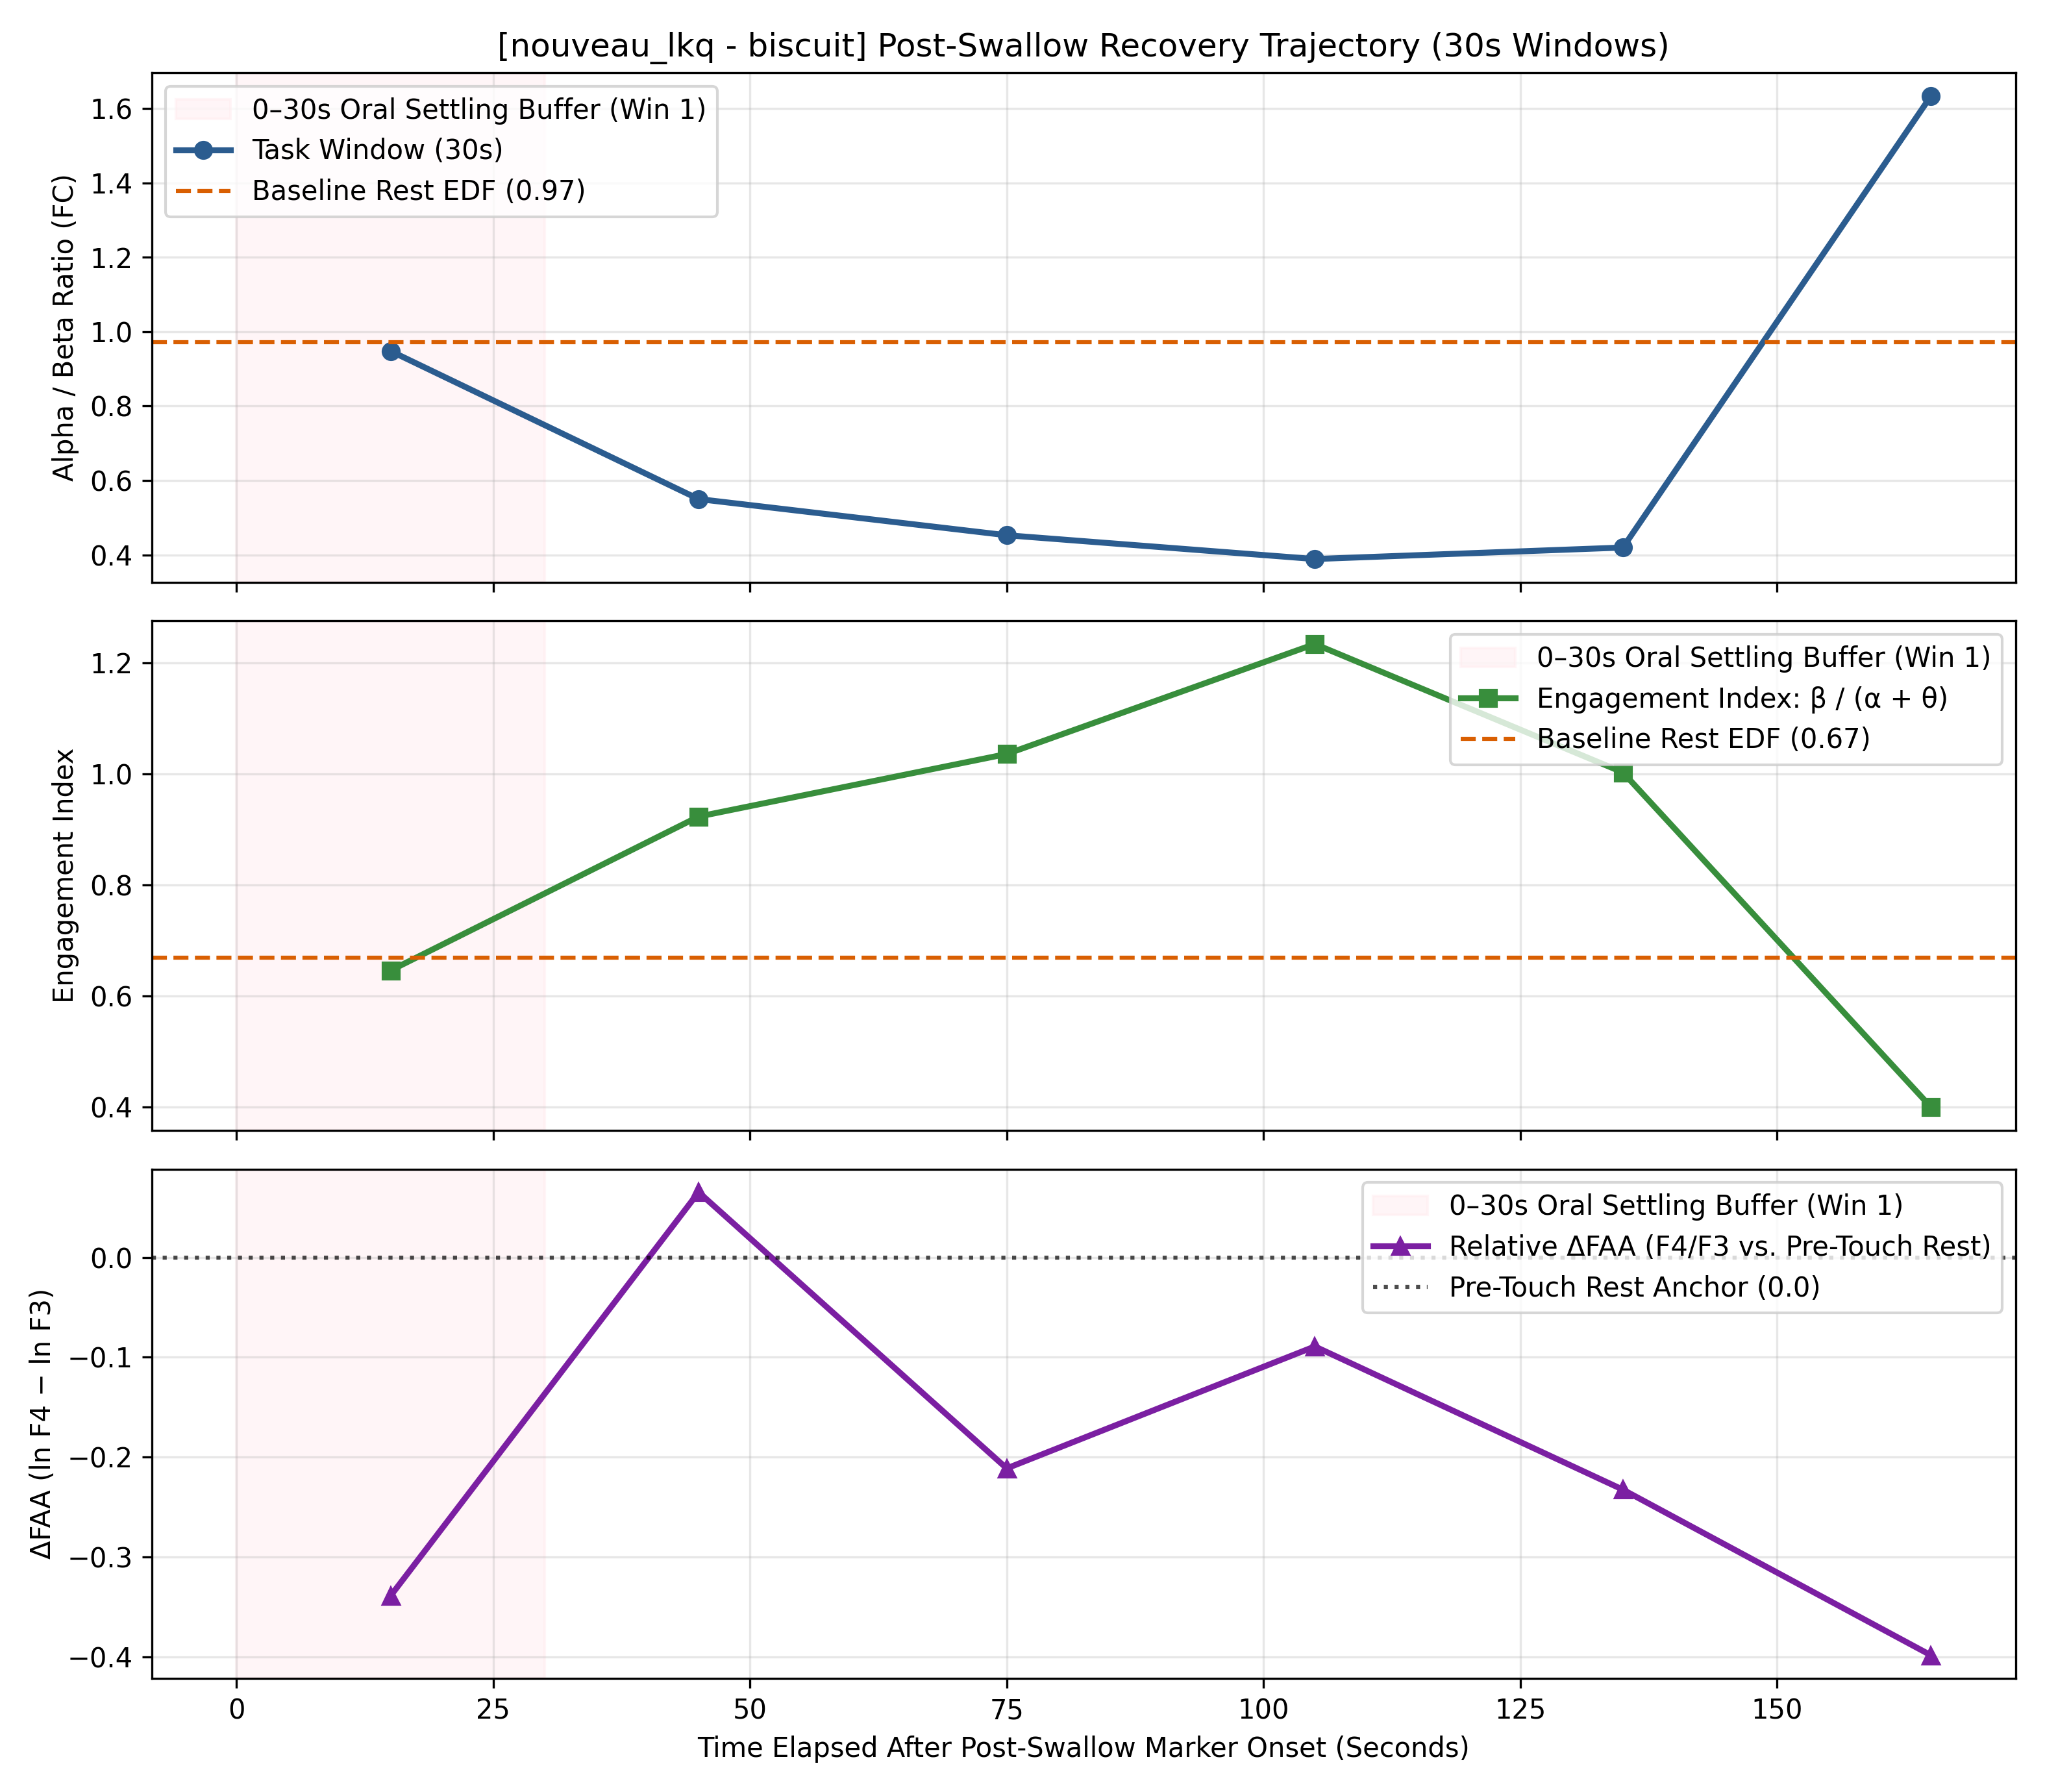 [nouveau_lkq - biscuit] Post-Swallow Recovery Trajectory (30s Windows)
0–30s Oral Settling Buffer (Win 1)
Task Window (30s)
Baseline Rest EDF (0.97)
Alpha / Beta Ratio (FC)
1.6
1.4
1.2
1.0
0.8
0.6
0.4
0–30s Oral Settling Buffer (Win 1)
Engagement Index: β / (α + θ)
Baseline Rest EDF (0.67)
Engagement Index
1.2
1.0
0.8
0.6
0.4
0–30s Oral Settling Buffer (Win 1)
Relative ΔFAA (F4/F3 vs. Pre-Touch Rest)
Pre-Touch Rest Anchor (0.0)
ΔFAA (ln F4 − ln F3)
0.0
−0.1
−0.2
−0.3
−0.4
0 25 50 75 100 125 150
Time Elapsed After Post-Swallow Marker Onset (Seconds)